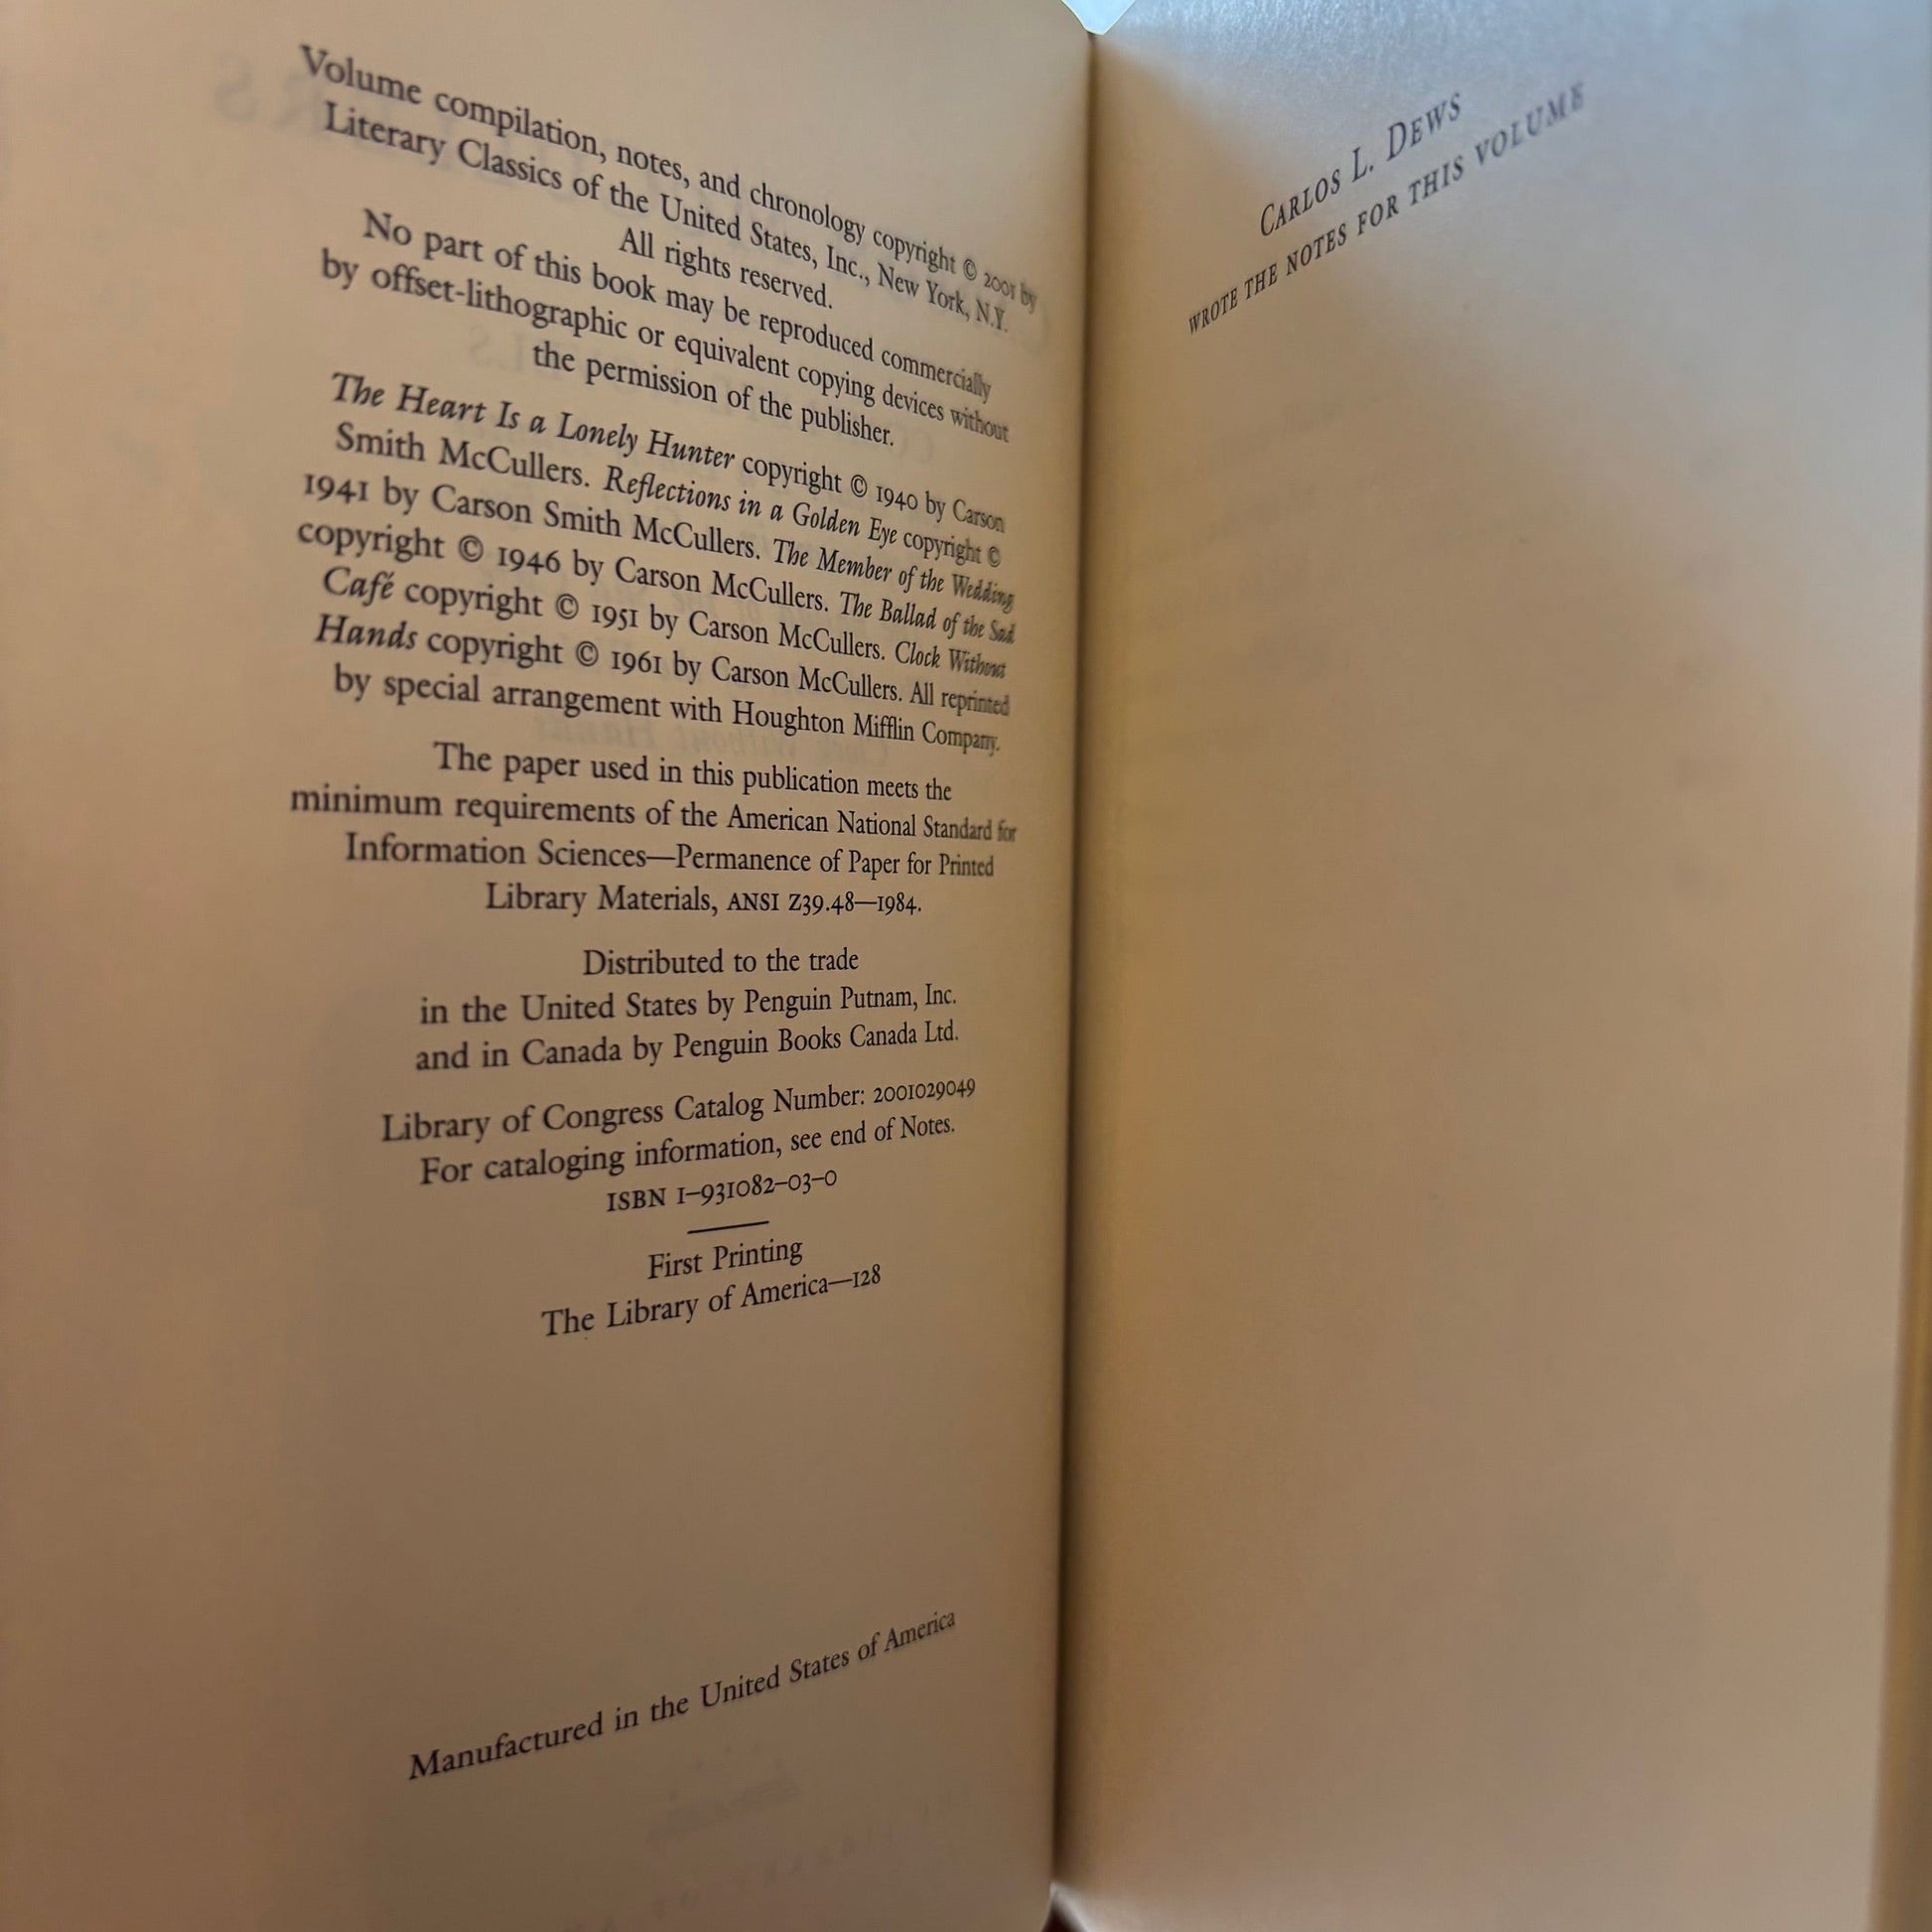 Volume compilation, notes, and chronology copyright © 2001 by
Literary Classics of the United States, Inc., New York, N.Y.
All rights reserved.
No part of this book may be reproduced commercially
by offset-lithographic or equivalent copying devices without
the permission of the publisher.
The Heart Is a Lonely Hunter copyright © 1940 by Carson
Smith McCullers. Reflections in a Golden Eye copyright ©
1941 by Carson Smith McCullers. The Member of the Wedding
copyright © 1946 by Carson McCullers. The Ballad of the Sad
Café copyright © 1951 by Carson McCullers. Clock Without
Hands copyright © 1961 by Carson McCullers. All reprinted
by special arrangement with Houghton Mifflin Company.
The paper used in this publication meets the
minimum requirements of the American National Standard for
Information Sciences—Permanence of Paper for Printed
Library Materials, ANSI Z39.48—1984.
Distributed to the trade
in the United States by Penguin Putnam, Inc.
and in Canada by Penguin Books Canada Ltd.
Library of Congress Catalog Number: 2001029049
For cataloging information, see end of Notes.
ISBN 1–931082–03–0
First Printing
The Library of America—128
Manufactured in the United States of America
CARLOS L. DEWS
WROTE THE NOTES FOR THIS VOLUME